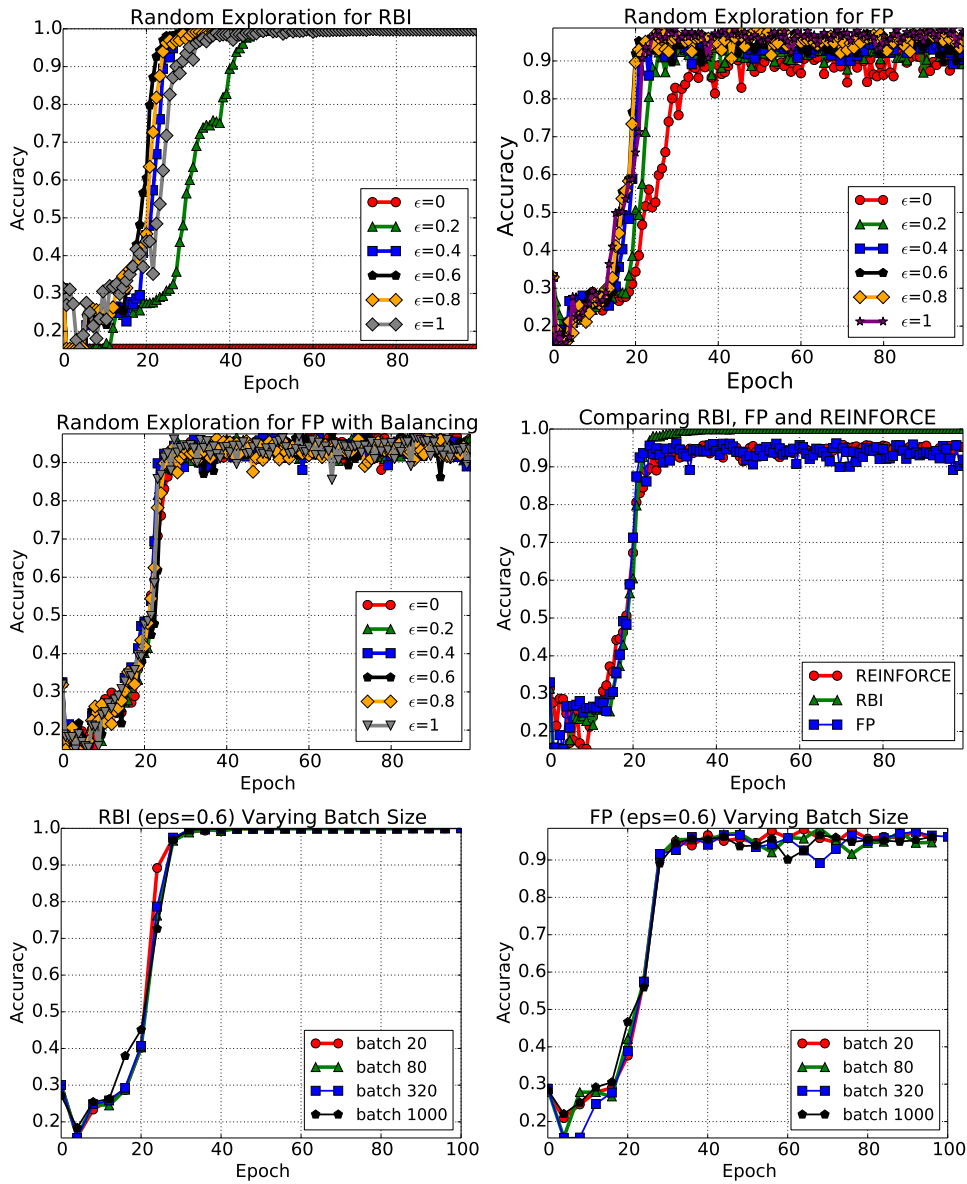 Random Exploration for RBI
1.0
0.9
0.8
0.7
0.6
0.5
0.4
0.3
0.2
Accuracy
ϵ=0
ϵ=0.2
ϵ=0.4
ϵ=0.6
ϵ=0.8
ϵ=1
0 20 40 60 80
Epoch
Random Exploration for FP
0.9
0.8
0.7
0.6
0.5
0.4
0.3
0.2
Accuracy
ϵ=0
ϵ=0.2
ϵ=0.4
ϵ=0.6
ϵ=0.8
ϵ=1
0 20 40 60 80
Epoch
Random Exploration for FP with Balancing
0.9
0.8
0.7
0.6
0.5
0.4
0.3
0.2
Accuracy
ϵ=0
ϵ=0.2
ϵ=0.4
ϵ=0.6
ϵ=0.8
ϵ=1
0 20 40 60 80
Epoch
Comparing RBI, FP and REINFORCE
1.0
0.9
0.8
0.7
0.6
0.5
0.4
0.3
0.2
Accuracy
REINFORCE
RBI
FP
0 20 40 60 80
Epoch
RBI (eps=0.6) Varying Batch Size
1.0
0.9
0.8
0.7
0.6
0.5
0.4
0.3
0.2
Accuracy
batch 20
batch 80
batch 320
batch 1000
0 20 40 60 80 100
Epoch
FP (eps=0.6) Varying Batch Size
0.9
0.8
0.7
0.6
0.5
0.4
0.3
0.2
Accuracy
batch 20
batch 80
batch 320
batch 1000
0 20 40 60 80 100
Epoch